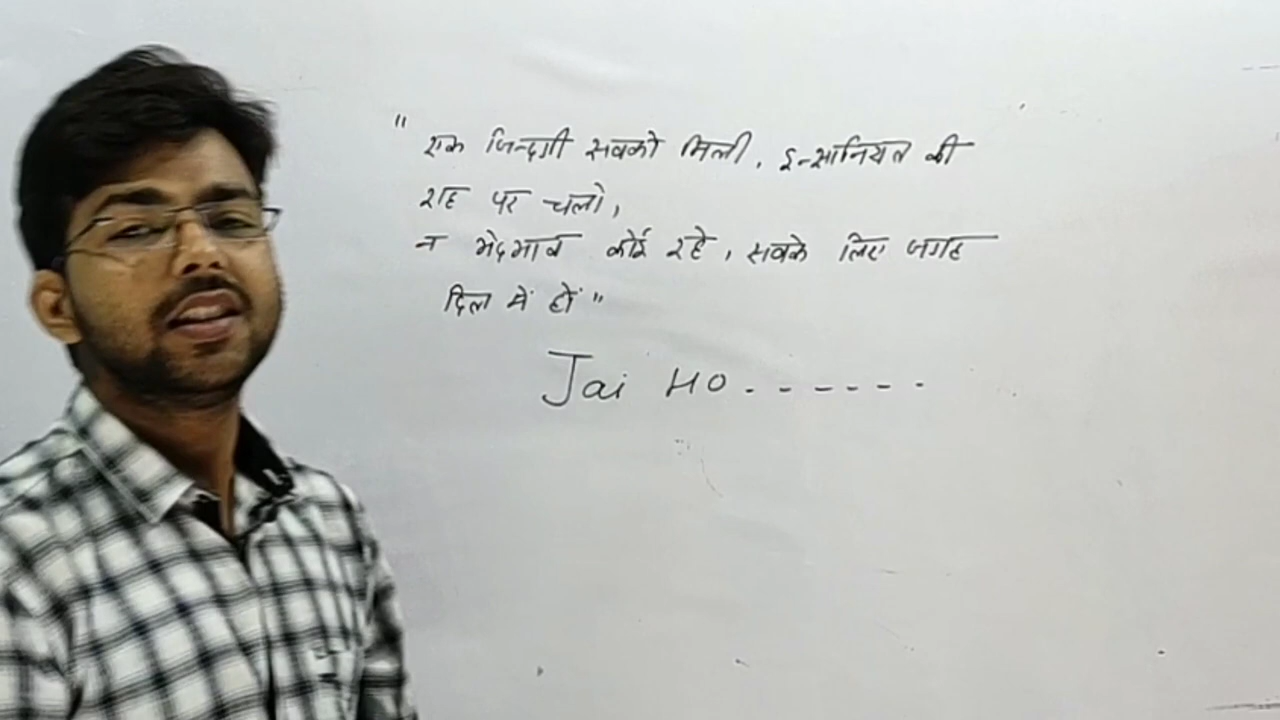 " एक जिन्दगी सबको मिली, इन्सानियत की
राह पर चलो,
न भेदभाव कोई रहे, सबके लिए जगह
दिल में हों "
Jai HO. - - - - - -